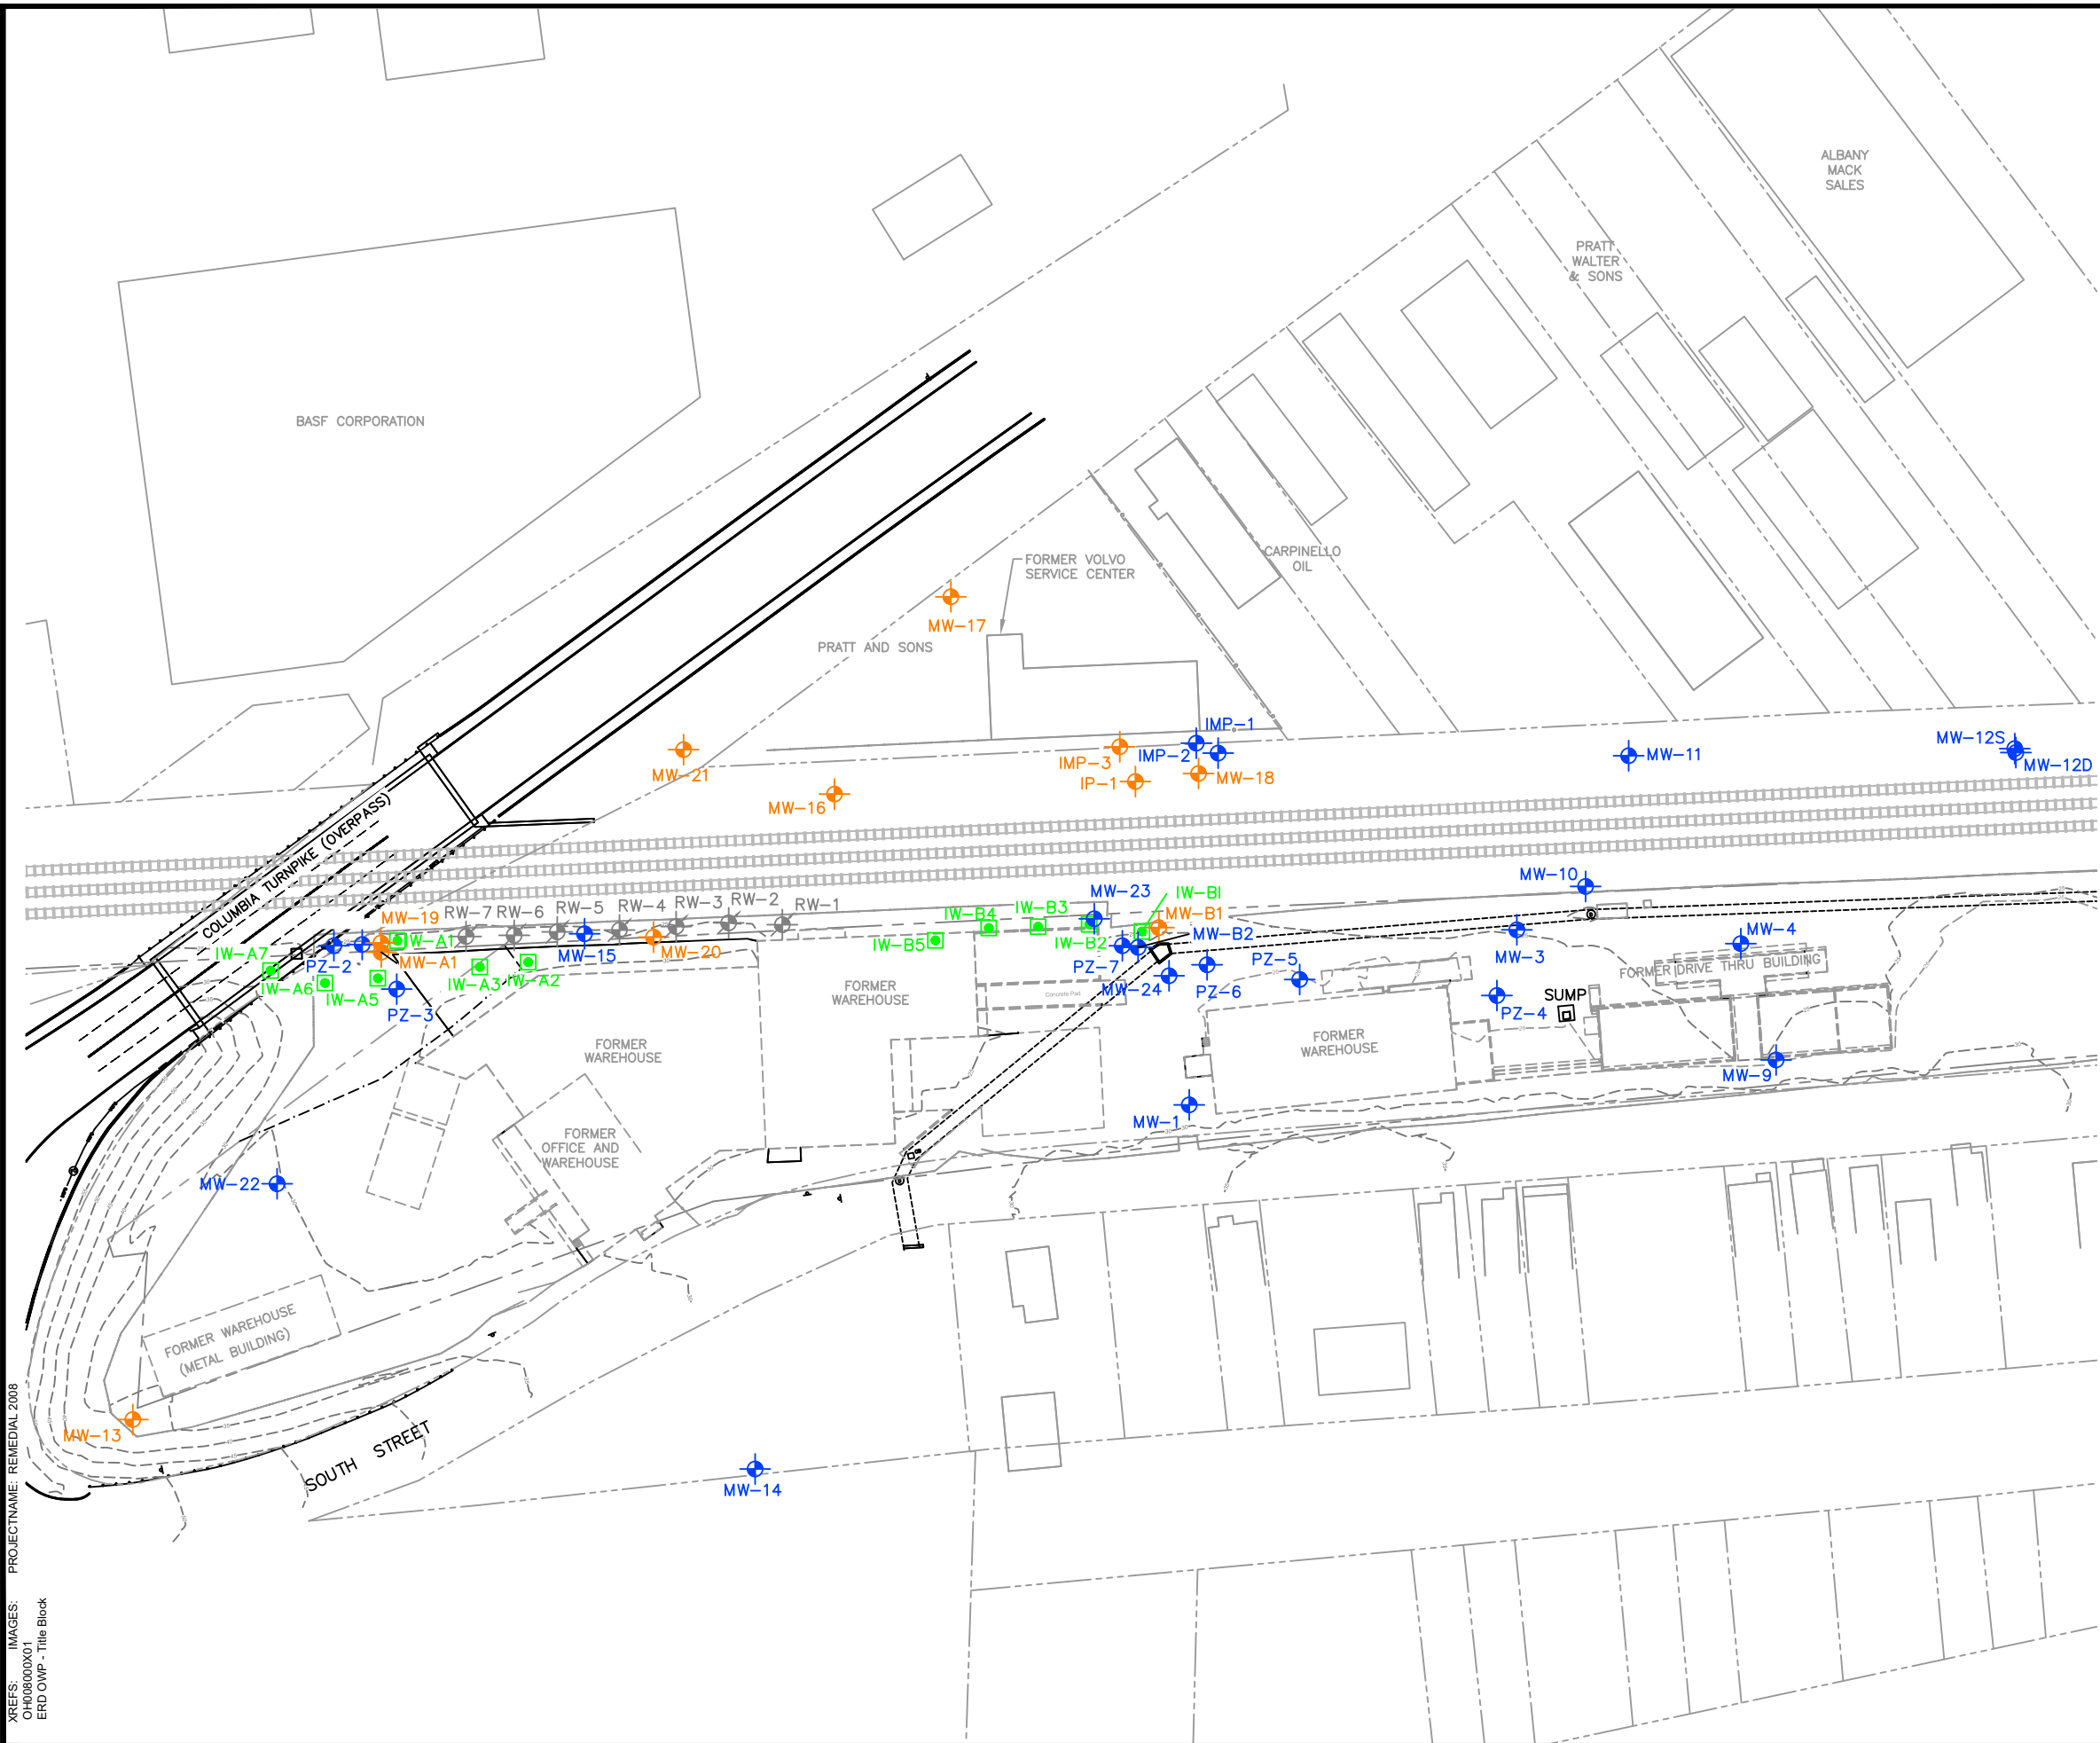 ALBANY
MACK
SALES
PRATT
WALTER
& SONS
BASF CORPORATION
CARPINELLO
OIL
FORMER VOLVO
SERVICE CENTER
MW-17
PRATT AND SONS
IMP-1
MW-12S
IMP-3
IMP-2
MW-11
MW-12D
MW-21
IP-1
MW-18
MW-16
COLUMBIA TURNPIKE (OVERPASS)
MW-10
MW-23
IW-B1
MW-19
RW-7
RW-6
RW-5
RW-4
RW-3
RW-2
RW-1
IW-B4
IW-B3
MW-B1
IW-A1
IW-B5
IW-B2
MW-B2
MW-4
IW-A7
PZ-2
MW-A1
MW-15
MW-20
MW-3
PZ-7
PZ-5
IW-A6
IW-A5
IW-A3
IW-A2
PZ-6
MW-24
FORMER DRIVE THRU BUILDING
FORMER
WAREHOUSE
Concrete Pad
SUMP
PZ-3
PZ-4
FORMER
WAREHOUSE
FORMER
WAREHOUSE
MW-9
MW-1
FORMER
OFFICE AND
WAREHOUSE
MW-22
FORMER WAREHOUSE
(METAL BUILDING)
MW-13
SOUTH STREET
MW-14
XREFS: IMAGES: PROJECTNAME: REMEDIAL 2008
OH008000X01
ERD OWP - Title Block